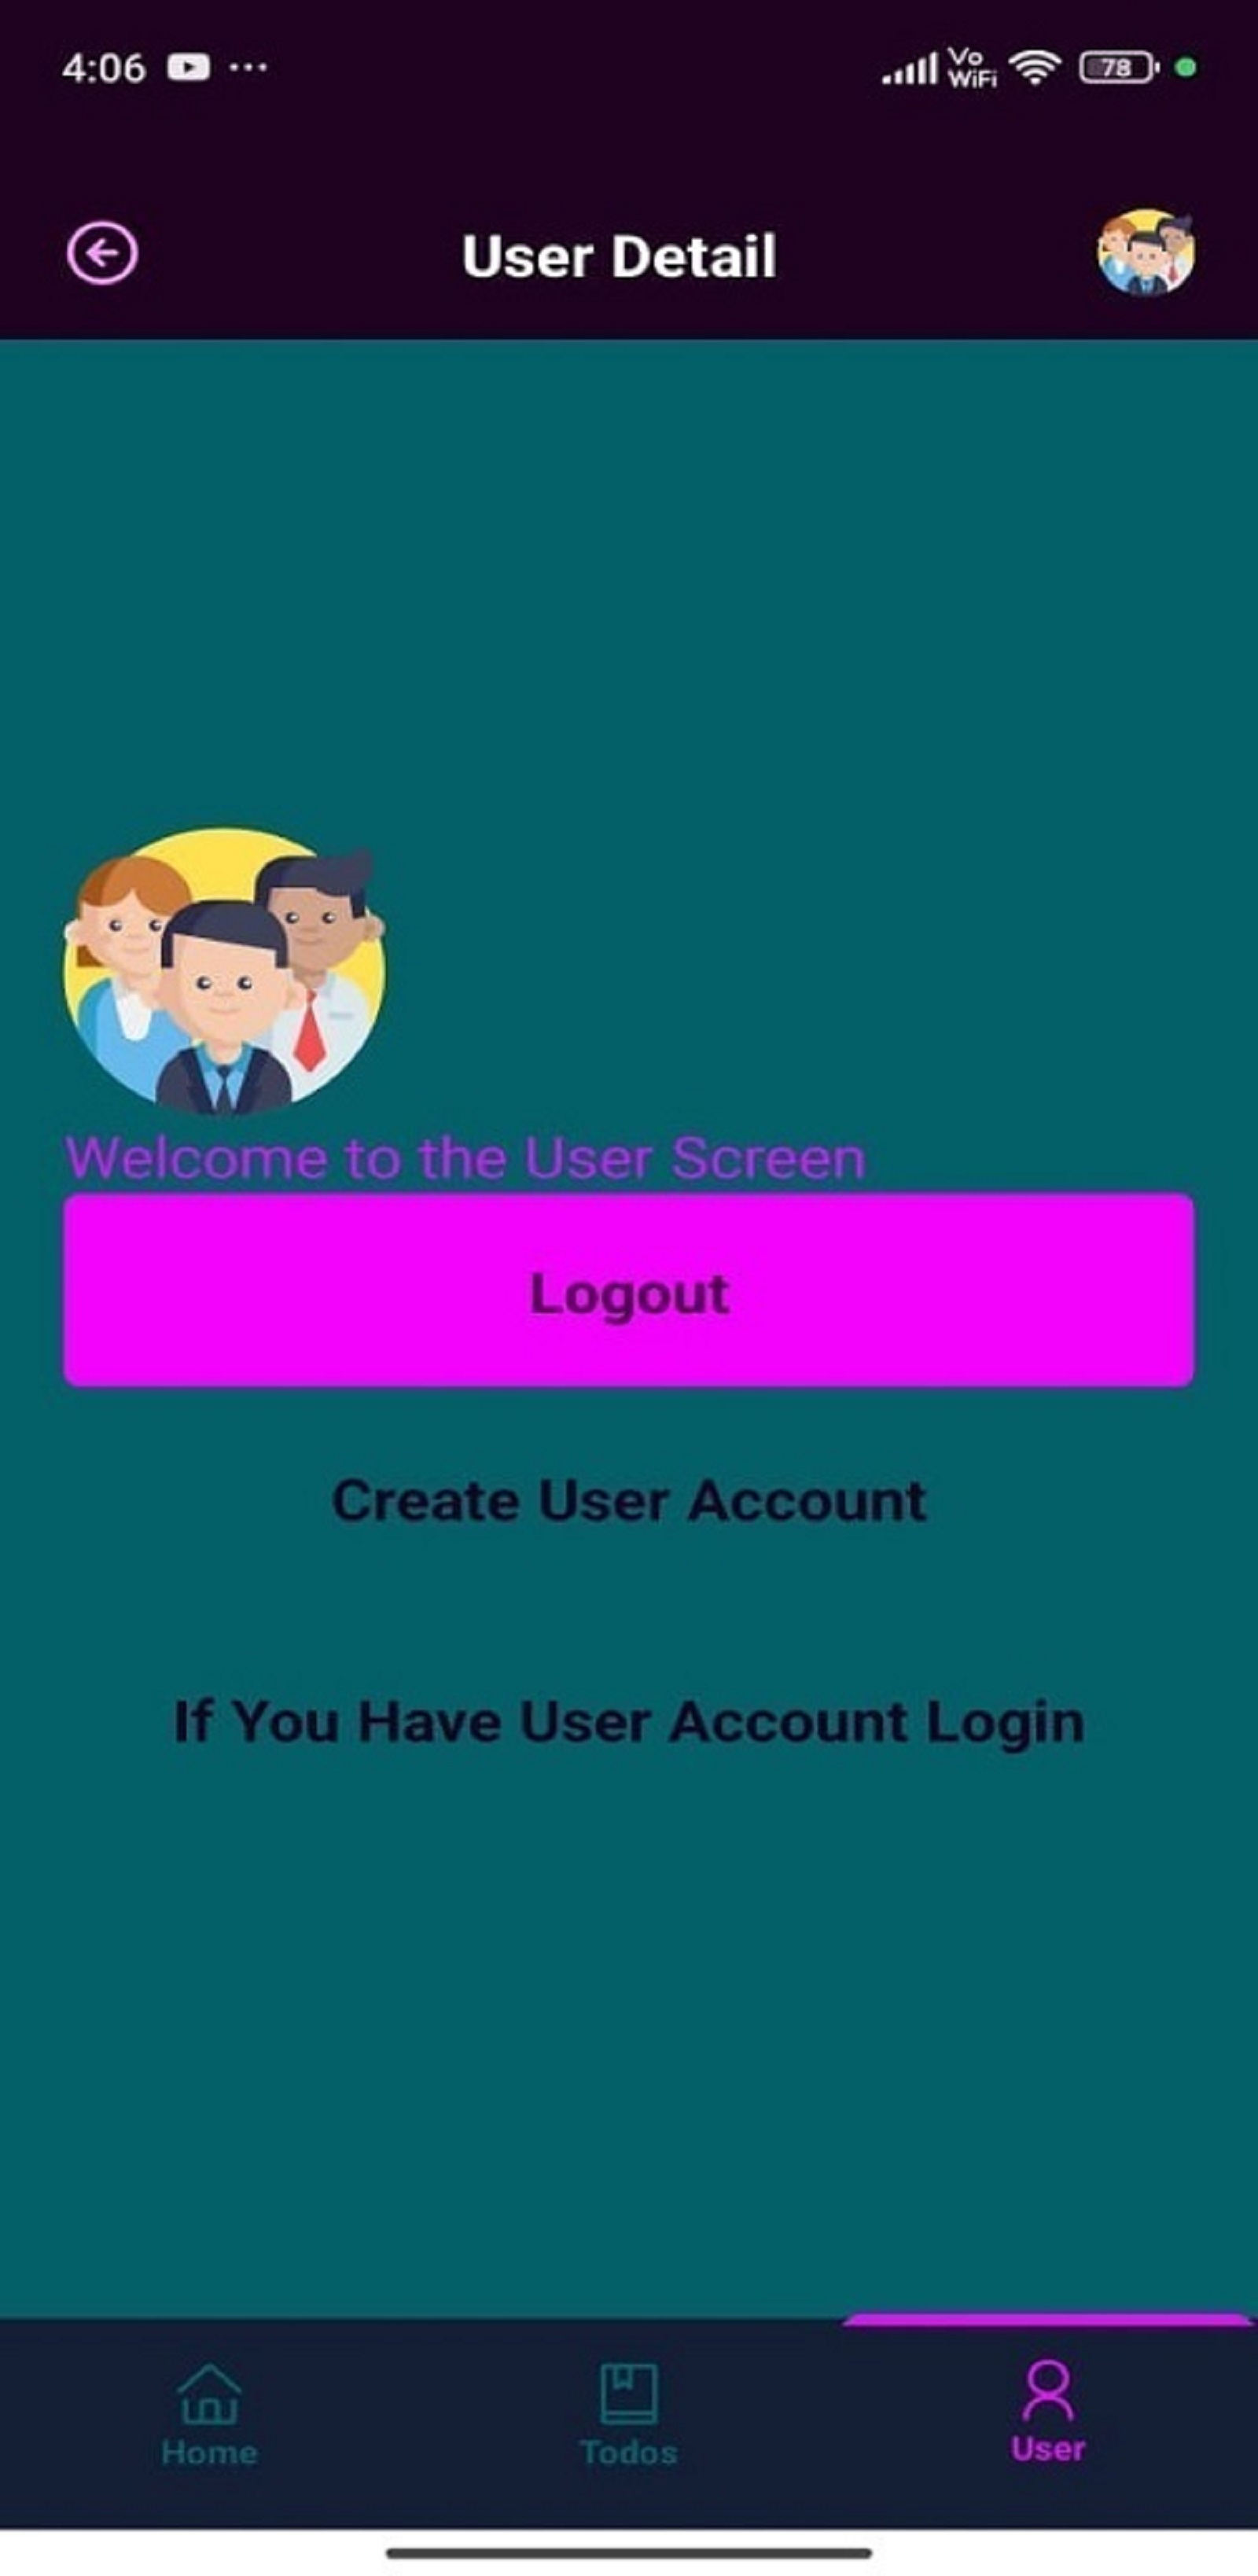 4:06 ...
Vo
WiFi
78
User Detail
Welcome to the User Screen
Logout
Create User Account
If You Have User Account Login
Home
Todos
User